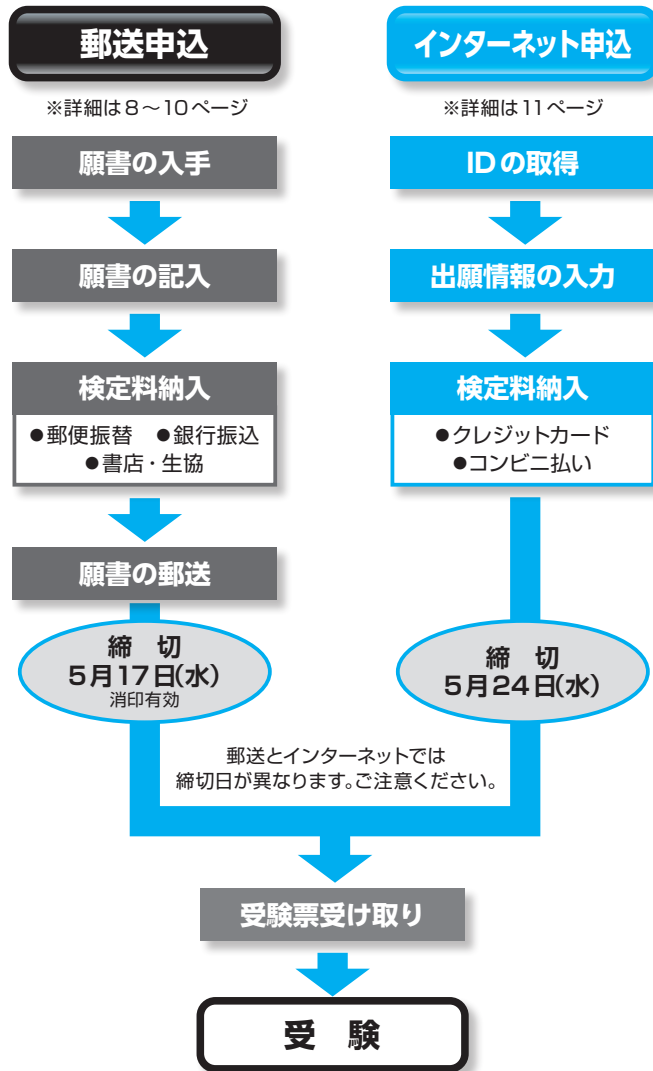 郵送申込
※詳細は8〜10ページ
願書の入手
願書の記入
検定料納入
●郵便振替 ●銀行振込
●書店・生協
願書の郵送
締 切
5月17日(水)
消印有効
インターネット申込
※詳細は11ページ
IDの取得
出願情報の入力
検定料納入
●クレジットカード
●コンビニ払い
締 切
5月24日(水)
郵送とインターネットでは
締切日が異なります。ご注意ください。
受験票受け取り
受 験